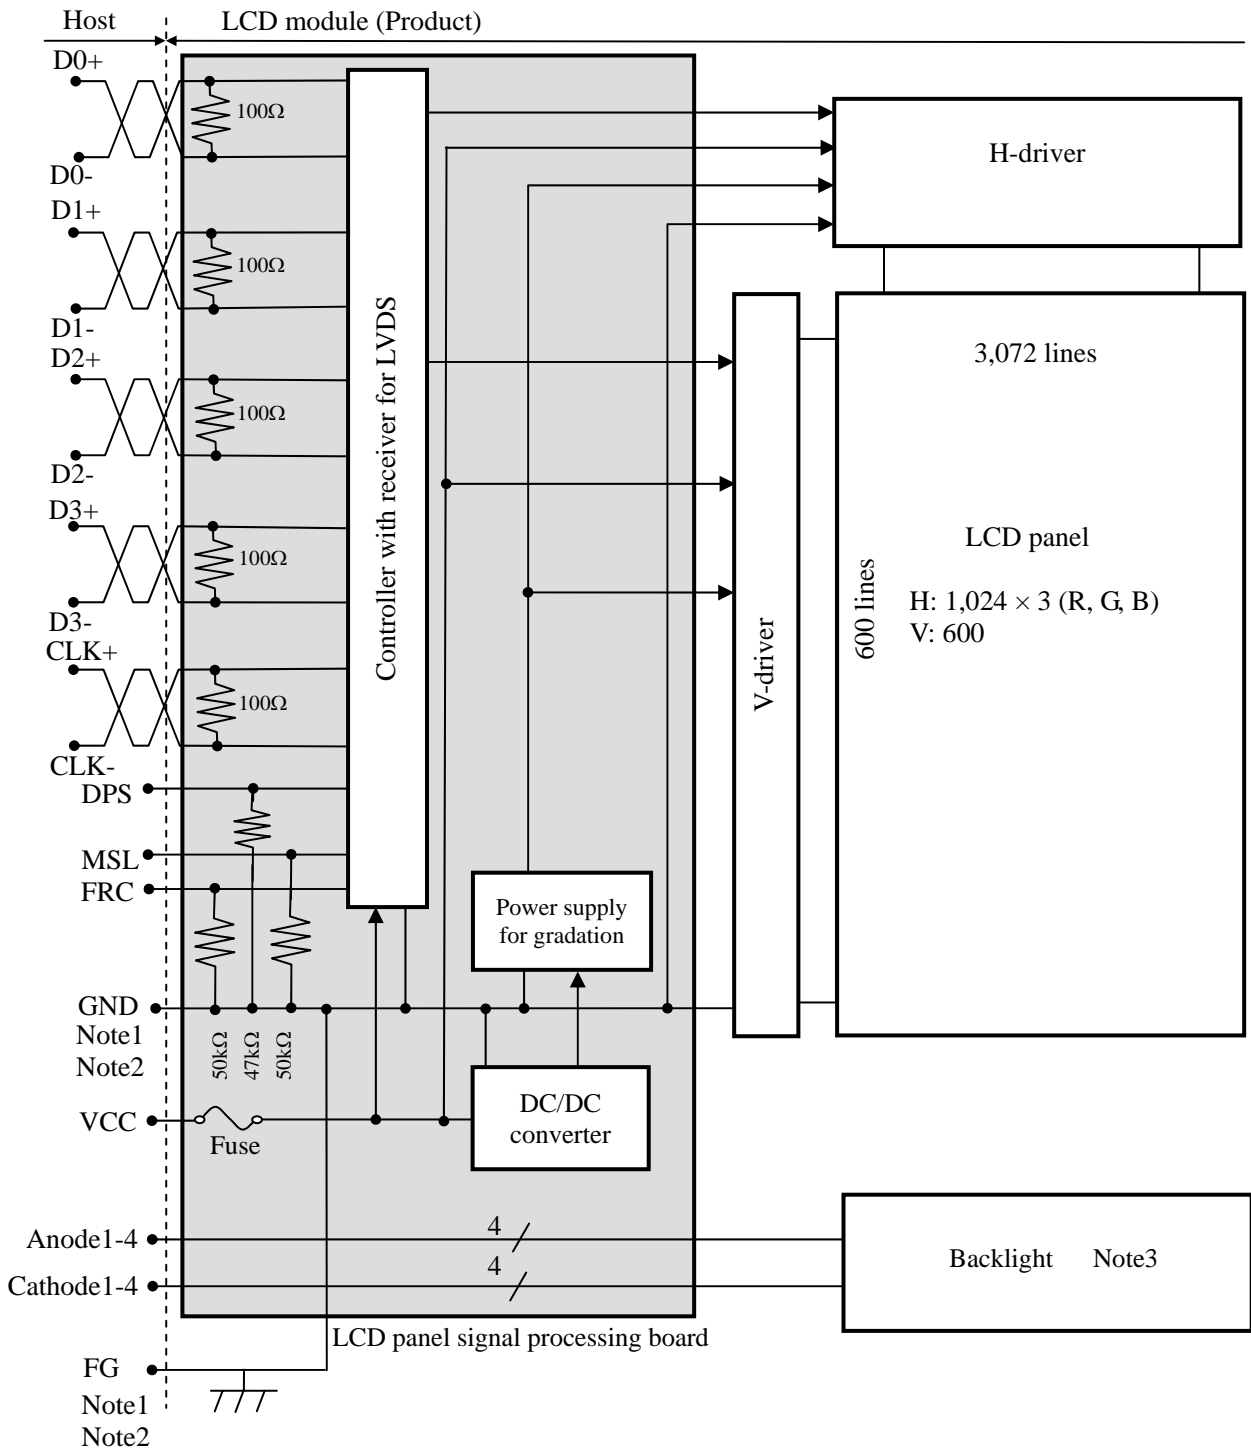 Host
LCD module (Product)
D0+
100Ω
D0-
D1+
100Ω
D1-
D2+
100Ω
D2-
D3+
100Ω
D3-
CLK+
100Ω
CLK-
DPS
MSL
FRC
GND
Note1
Note2
50kΩ
47kΩ
50kΩ
VCC
Fuse
Controller with receiver for LVDS
Power supply
for gradation
DC/DC
converter
H-driver
V-driver
3,072 lines
600 lines
LCD panel
H: 1,024 × 3 (R, G, B)
V: 600
Anode1-4
4
Cathode1-4
4
Backlight Note3
LCD panel signal processing board
FG
Note1
Note2